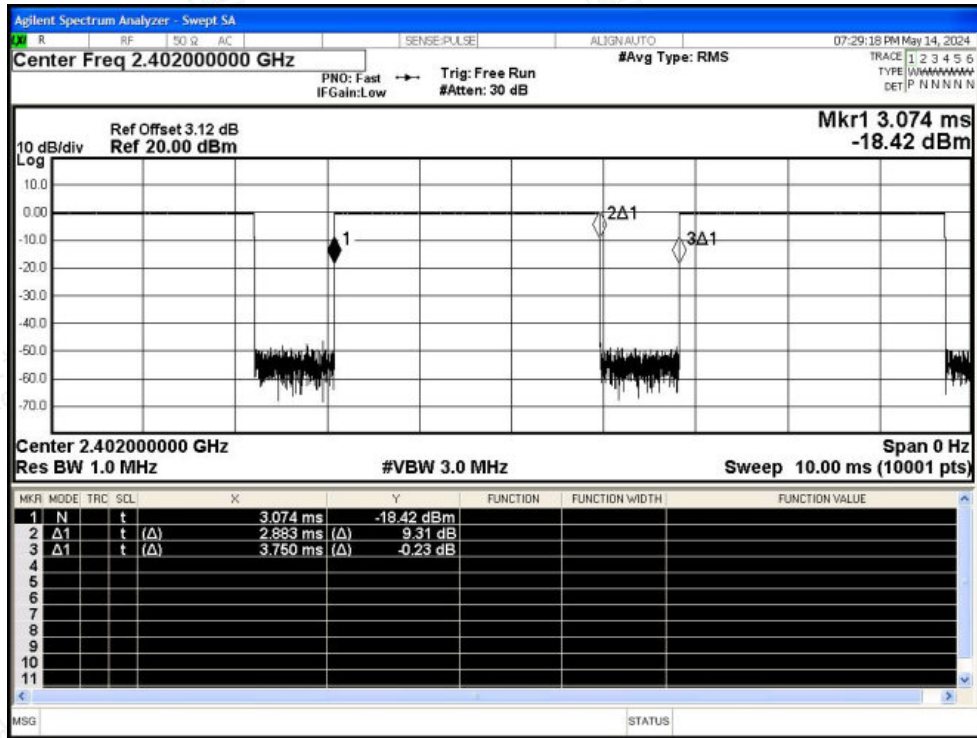 Agilent Spectrum Analyzer - Swept SA
R RF 50 Ω AC SENSE:PULSE ALIGNAUTO 07:29:18 PM May 14, 2024
Center Freq 2.402000000 GHz
#Avg Type: RMS
TRACE 1 2 3 4 5 6
PNO: Fast
Trig: Free Run
TYPE
IFGain:Low
#Atten: 30 dB
DET P N N N N N
Mkr1 3.074 ms
-18.42 dBm
Ref Offset 3.12 dB
10 dB/div Ref 20.00 dBm
Log
10.0
0.00
-10.0
-20.0
-30.0
-40.0
-50.0
-60.0
-70.0
1
2Δ1
3Δ1
Center 2.402000000 GHz Span 0 Hz
Res BW 1.0 MHz #VBW 3.0 MHz Sweep 10.00 ms (10001 pts)
MKR MODE TRC SCL X Y FUNCTION FUNCTION WIDTH FUNCTION VALUE
1 N t 3.074 ms -18.42 dBm
2 Δ1 t (Δ) 2.883 ms (Δ) 9.31 dB
3 Δ1 t (Δ) 3.750 ms (Δ) -0.23 dB
4
5
6
7
8
9
10
11
MSG STATUS